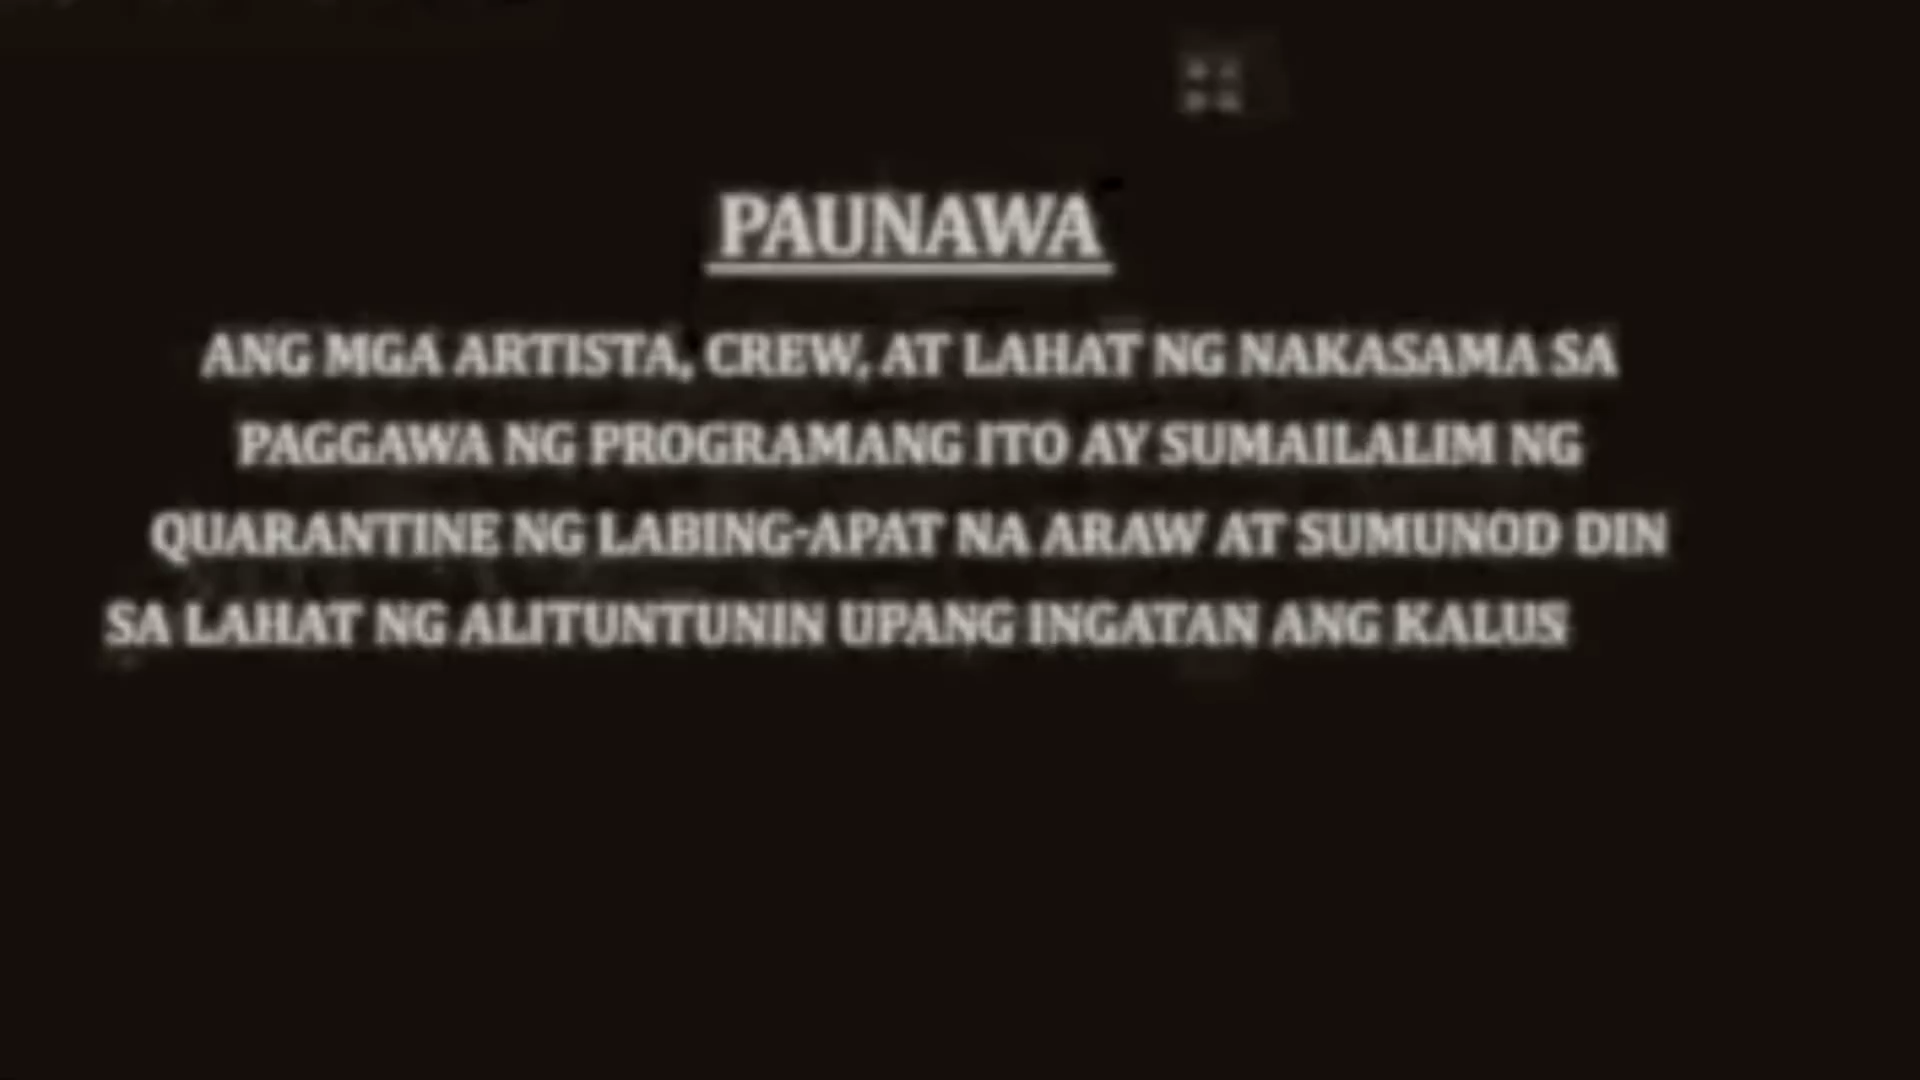 PAUNAWA
ANG MGA ARTISTA, CREW, AT LAHAT NG NAKASAMA SA
PAGGAWA NG PROGRAMANG ITO AY SUMAILALIM NG
QUARANTINE NG LABING-APAT NA ARAW AT SUMUNOD DIN
SA LAHAT NG ALITUNTUNIN UPANG INGATAN ANG KALUS